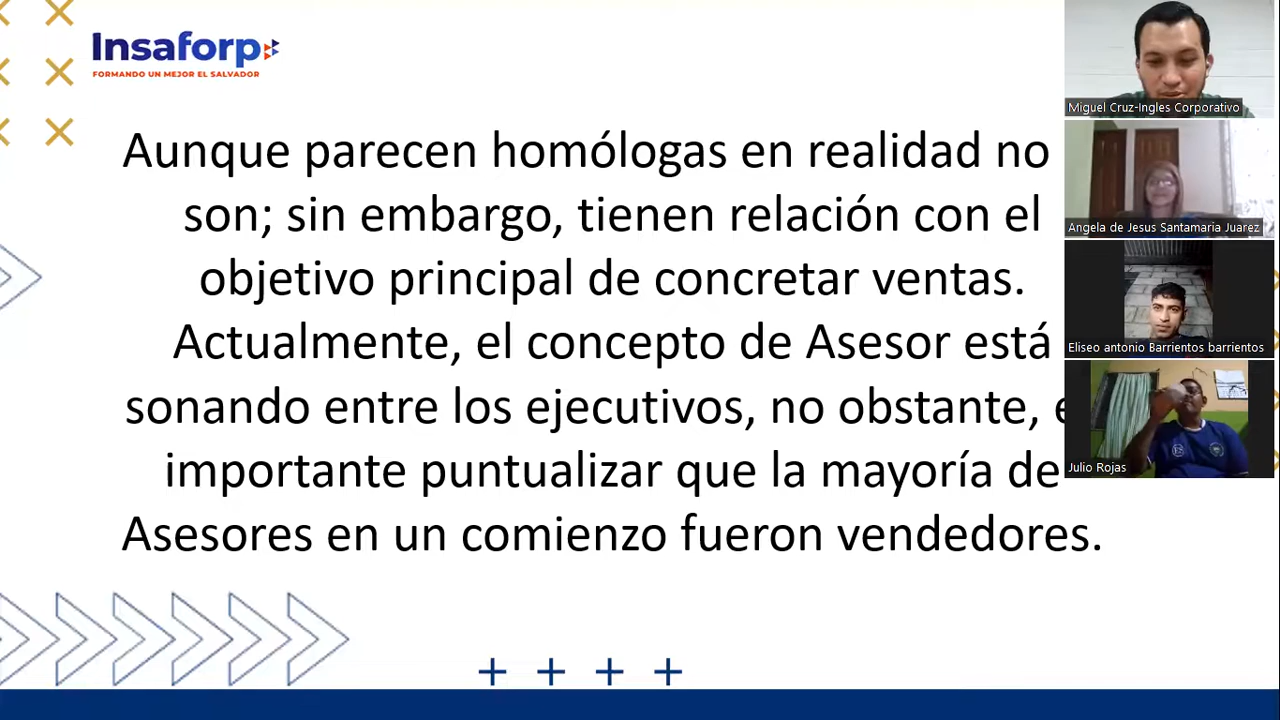 Insaforp
FORMANDO UN MEJOR EL SALVADOR
Aunque parecen homólogas en realidad no
son; sin embargo, tienen relación con el
objetivo principal de concretar ventas.
Actualmente, el concepto de Asesor está
sonando entre los ejecutivos, no obstante,
importante puntualizar que la mayoría de
Asesores en un comienzo fueron vendedores.
Miguel Cruz-Ingles Corporativo
Angela de Jesus Santamaria Juarez
Eliseo antonio Barrientos barrientos
Julio Rojas